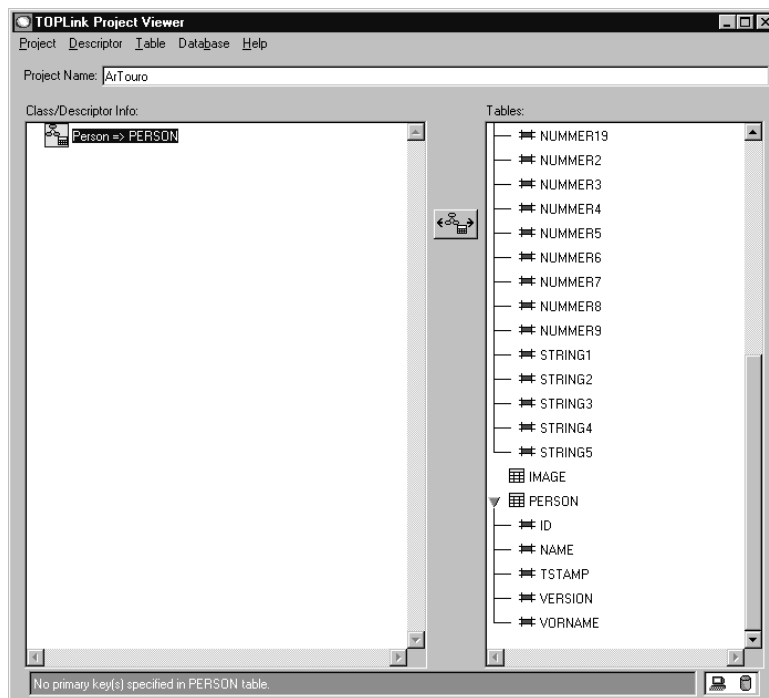 TOPLink Project Viewer
Project Descriptor Table Database Help
Project Name: ArTouro
Class/Descriptor Info:
Person => PERSON
Tables:
NUMMER19
NUMMER2
NUMMER3
NUMMER4
NUMMER5
NUMMER6
NUMMER7
NUMMER8
NUMMER9
STRING1
STRING2
STRING3
STRING4
STRING5
IMAGE
PERSON
ID
NAME
TSTAMP
VERSION
VORNAME
No primary key(s) specified in PERSON table.